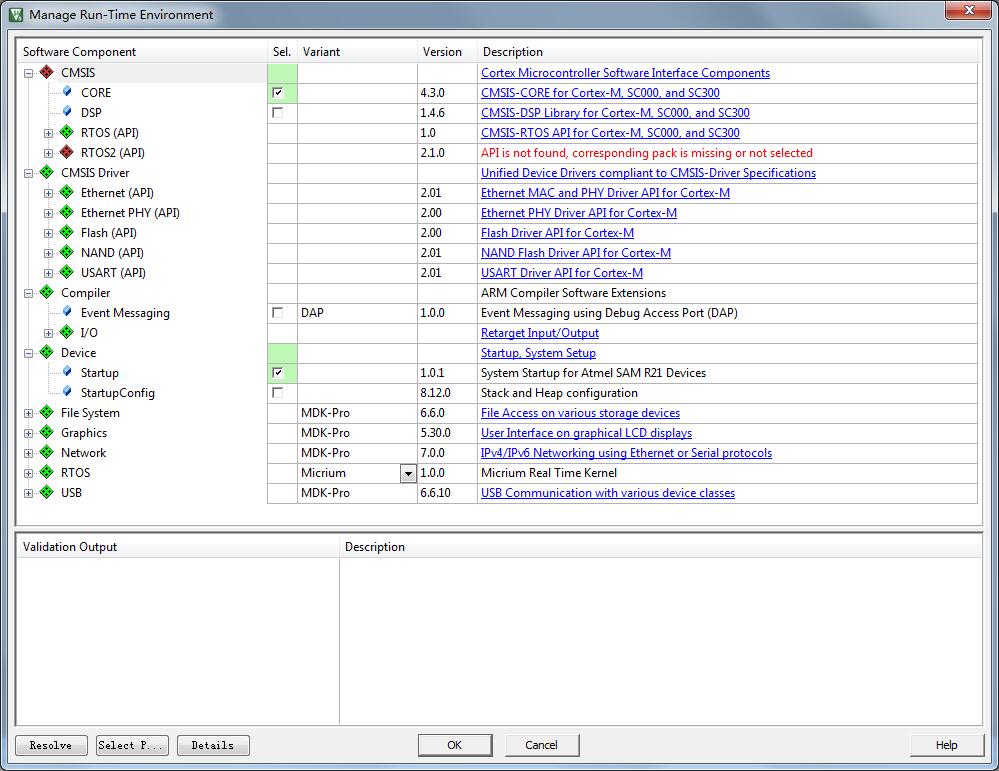 Manage Run-Time Environment
Software Component Sel. Variant Version Description
CMSIS Cortex Microcontroller Software Interface Components
CORE 4.3.0 CMSIS-CORE for Cortex-M, SC000, and SC300
DSP 1.4.6 CMSIS-DSP Library for Cortex-M, SC000, and SC300
RTOS (API) 1.0 CMSIS-RTOS API for Cortex-M, SC000, and SC300
RTOS2 (API) 2.1.0 API is not found, corresponding pack is missing or not selected
CMSIS Driver Unified Device Drivers compliant to CMSIS-Driver Specifications
Ethernet (API) 2.01 Ethernet MAC and PHY Driver API for Cortex-M
Ethernet PHY (API) 2.00 Ethernet PHY Driver API for Cortex-M
Flash (API) 2.00 Flash Driver API for Cortex-M
NAND (API) 2.01 NAND Flash Driver API for Cortex-M
USART (API) 2.01 USART Driver API for Cortex-M
Compiler ARM Compiler Software Extensions
Event Messaging DAP 1.0.0 Event Messaging using Debug Access Port (DAP)
I/O Retarget Input/Output
Device Startup, System Setup
Startup 1.0.1 System Startup for Atmel SAM R21 Devices
StartupConfig 8.12.0 Stack and Heap configuration
File System MDK-Pro 6.6.0 File Access on various storage devices
Graphics MDK-Pro 5.30.0 User Interface on graphical LCD displays
Network MDK-Pro 7.0.0 IPv4/IPv6 Networking using Ethernet or Serial protocols
RTOS Micrium 1.0.0 Micrium Real Time Kernel
USB MDK-Pro 6.6.10 USB Communication with various device classes
Validation Output Description
Resolve Select P... Details OK Cancel Help